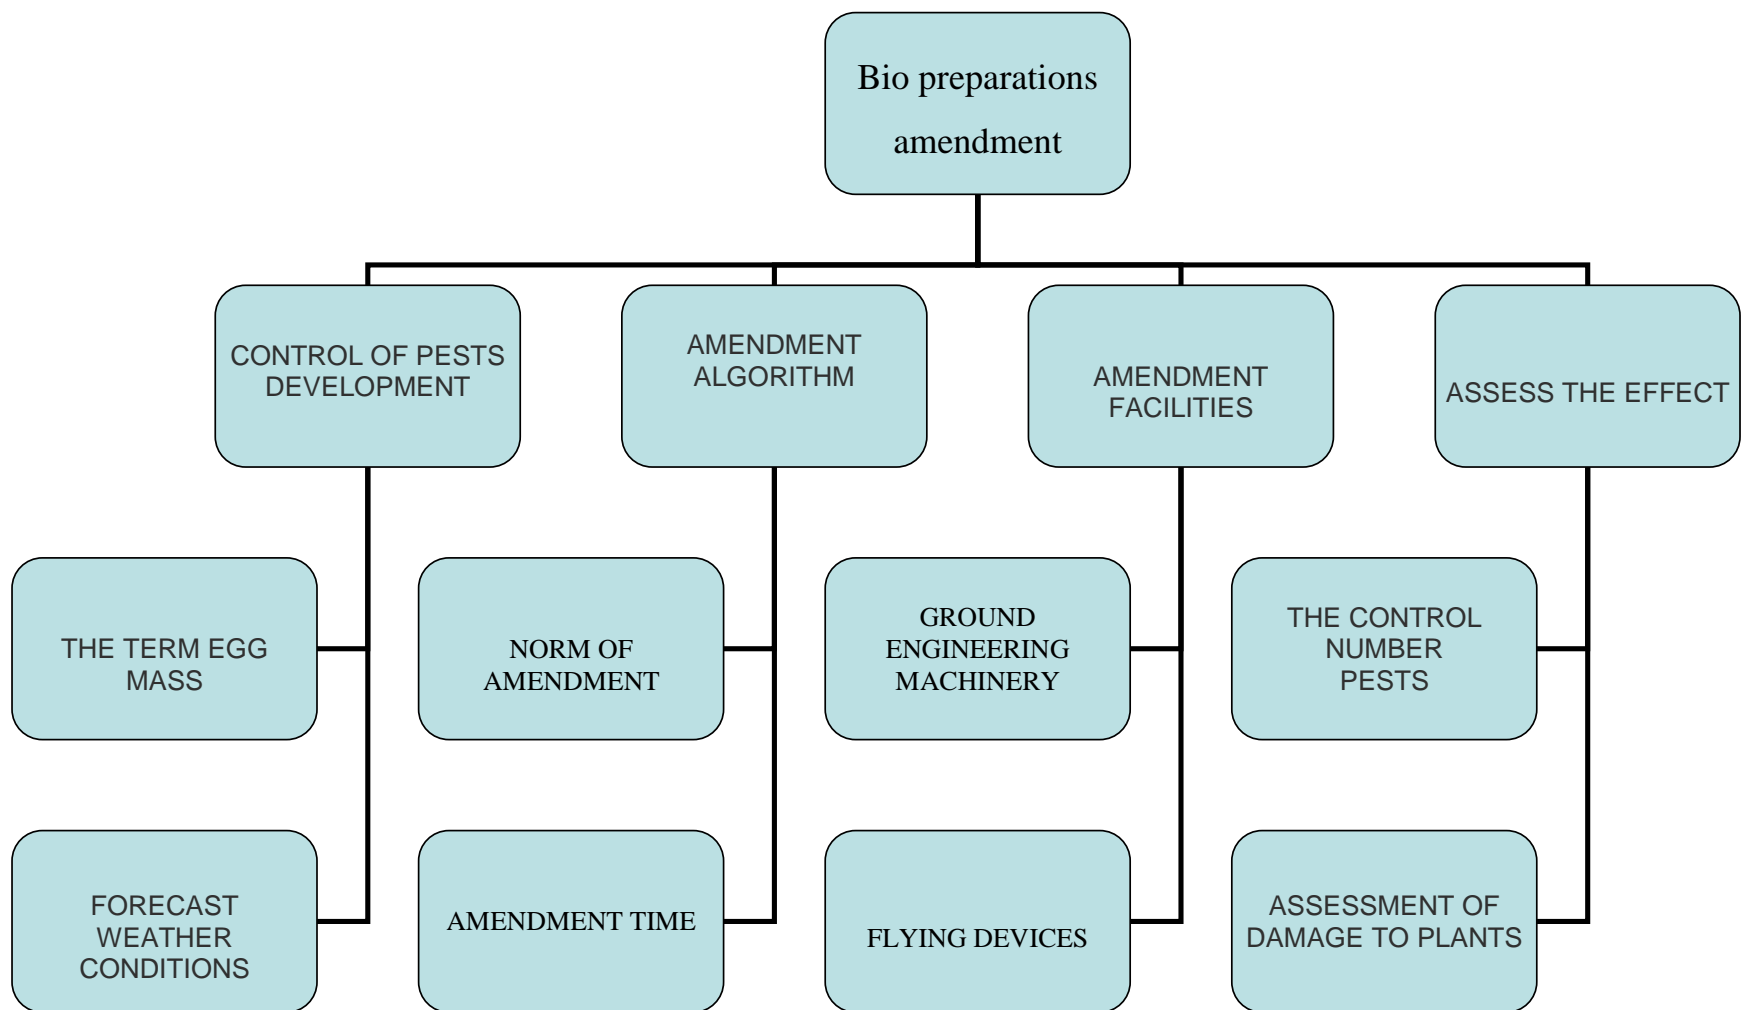 Bio preparations
amendment
CONTROL OF PESTS
DEVELOPMENT
AMENDMENT
ALGORITHM
AMENDMENT
FACILITIES
ASSESS THE EFFECT
THE TERM EGG
MASS
NORM OF
AMENDMENT
GROUND
ENGINEERING
MACHINERY
THE CONTROL
NUMBER
PESTS
FORECAST
WEATHER
CONDITIONS
AMENDMENT TIME
FLYING DEVICES
ASSESSMENT OF
DAMAGE TO PLANTS